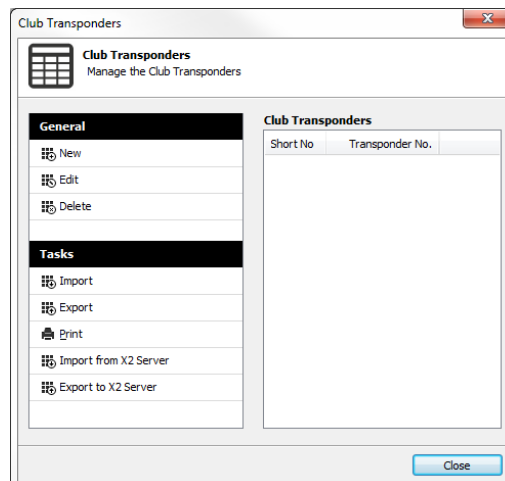 Club Transponders
Club Transponders
Manage the Club Transponders
General
New
Edit
Delete
Tasks
Import
Export
Print
Import from X2 Server
Export to X2 Server
Club Transponders
Short No Transponder No.
Close